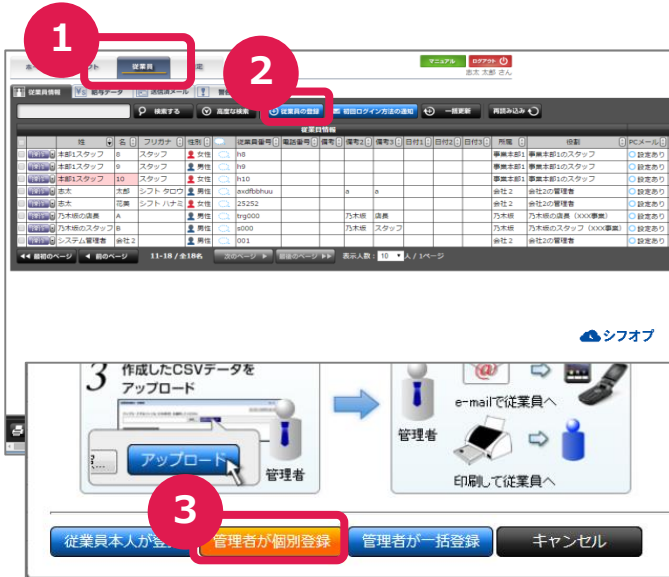 1
従業員
マニュアル ログアウト
志太 太郎 さん
2
従業員情報 給与データ 送信済メール
検索する 高度な検索 従業員の登録 初回ログイン方法の通知 一括更新 再読み込み
従業員情報
姓 名 フリガナ 性別 従業員番号 電話番号 備考 備考2 備考3 日付1 日付2 日付3 所属 役割 PCメール
本部1スタッフ 8 スタッフ 女性 h8 事業本部1 事業本部1のスタッフ 設定あり
本部1スタッフ 9 スタッフ 男性 h9 事業本部1 事業本部1のスタッフ 設定あり
本部1スタッフ 10 スタッフ 女性 h10 事業本部1 事業本部1のスタッフ 設定あり
志太 太郎 シフト タロウ 男性 axdfbbhuu a a 会社2 会社2の管理者 設定あり
志太 花美 シフト ハナミ 女性 25252 会社2 会社2の管理者 設定あり
乃木坂の店長 A 男性 trg000 乃木坂 店長 乃木坂 乃木坂の店長（XXX事業） 設定あり
乃木坂のスタッフ B 男性 s000 乃木坂 スタッフ 乃木坂 乃木坂のスタッフ（XXX事業） 設定あり
システム管理者 会社2 男性 001 会社2 会社2の管理者 設定あり
最初のページ 前のページ 11-18 / 全18名 次のページ 最後のページ 表示人数： 10 人 / 1ページ
シフオプ
3 作成したCSVデータを
アップロード
アップロード
管理者
管理者
@
e-mailで従業員へ
印刷して従業員へ
3
従業員本人が登 管理者が個別登録 管理者が一括登録 キャンセル